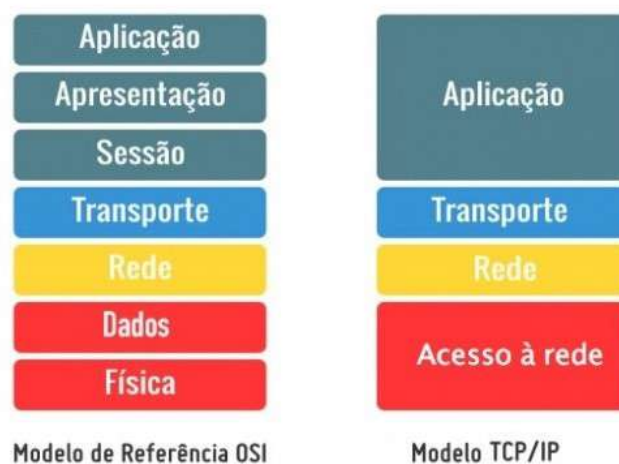 Aplicação
Apresentação
Sessão
Transporte
Rede
Dados
Física
Modelo de Referência OSI
Aplicação
Transporte
Rede
Acesso à rede
Modelo TCP/IP